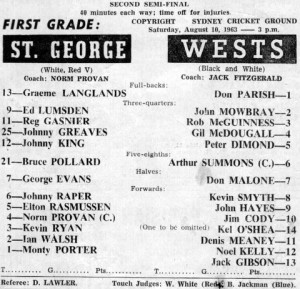 SECOND SEMI-FINAL
40 minutes each way; time off for injuries
FIRST GRADE: COPYRIGHT SYDNEY CRICKET GROUND
Saturday, August 10, 1963 — 3 p.m.
ST. GEORGE WESTS
(White, Red V) (Black and White)
Coach: NORM PROVAN Coach: JACK FITZGERALD
Full-backs:
13—Graeme LANGLANDS Don PARISH—1
Three-quarters:
9—Ed LUMSDEN John MOWBRAY—2
11—Reg GASNIER Rob McGUINNESS—3
25—Johnny GREAVES Gil McDOUGALL—4
12—Johnny KING Peter DIMOND—5
Five-eighths:
21—Bruce POLLARD Arthur SUMMONS (C.)—6
Halves:
7—George EVANS Don MALONE—7
Forwards:
6—Johnny RAPER Kevin SMYTH—8
5—Elton RASMUSSEN John HAYES—9
4—Norm PROVAN (C.) Jim CODY—10
3—Kevin RYAN (One to be omitted) Kel O'SHEA—14
2—Ian WALSH Denis MEANEY—11
1—Monty PORTER Noel KELLY—12
Jack GIBSON—13
T. G. Pts. T. G. Pts.
Referee: D. LAWLER. Touch Judges: W. White (Red), B. Jackman (Blue).